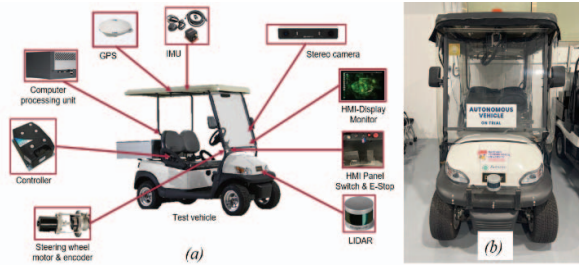 GPS
IMU
Stereo camera
Computer
processing unit
HMI-Display
Monitor
Controller
HMI Panel
Switch & E-Stop
Test vehicle
Steering wheel
motor & encoder
LIDAR
(a)
AUTONOMOUS
VEHICLE
ON TRIAL
(b)